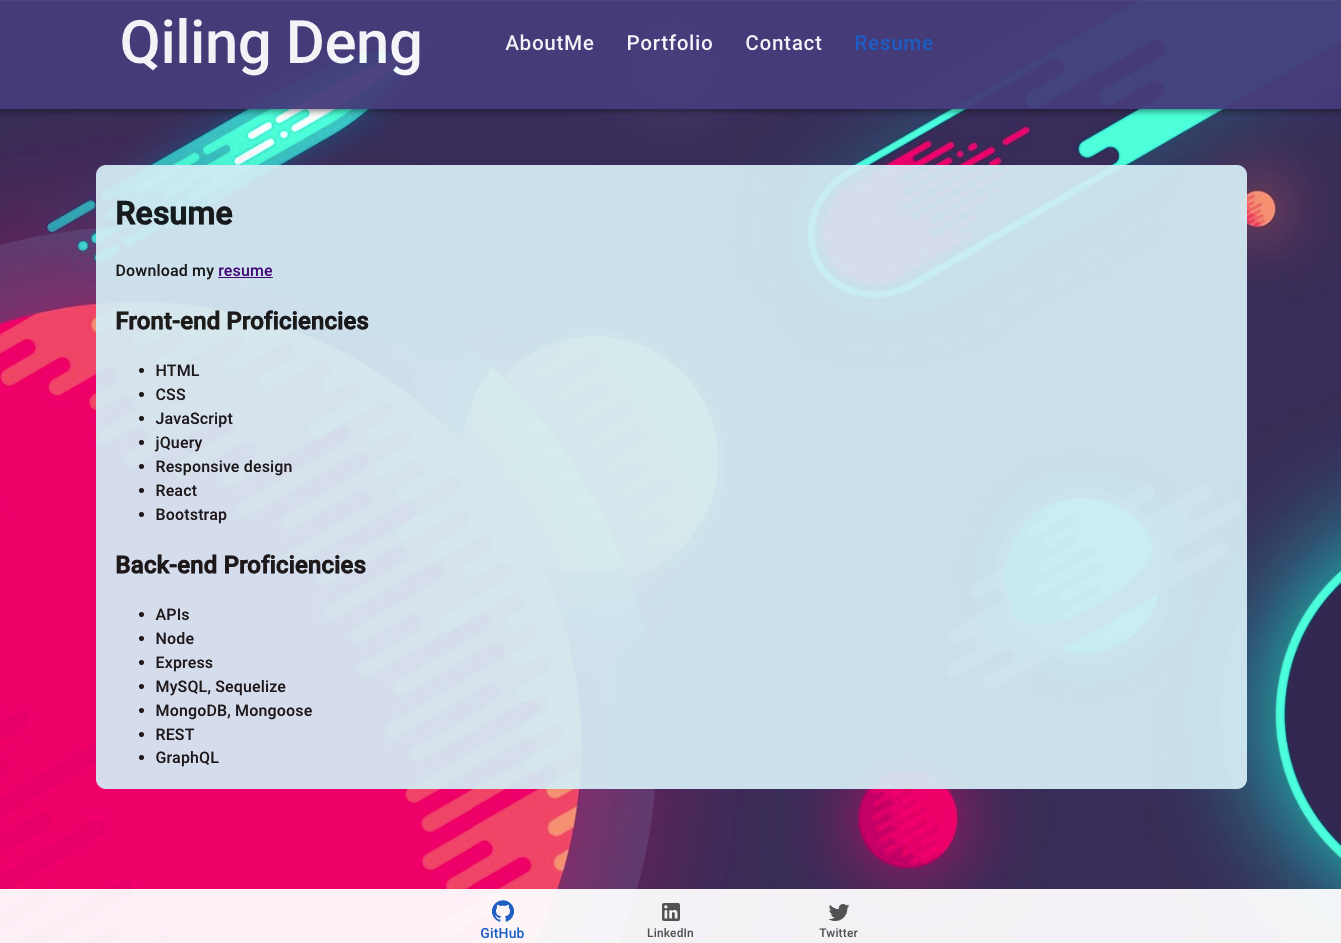 Qiling Deng
AboutMe Portfolio Contact Resume
Resume
Download my resume
Front-end Proficiencies
HTML
CSS
JavaScript
jQuery
Responsive design
React
Bootstrap
Back-end Proficiencies
APIs
Node
Express
MySQL, Sequelize
MongoDB, Mongoose
REST
GraphQL
GitHub LinkedIn Twitter